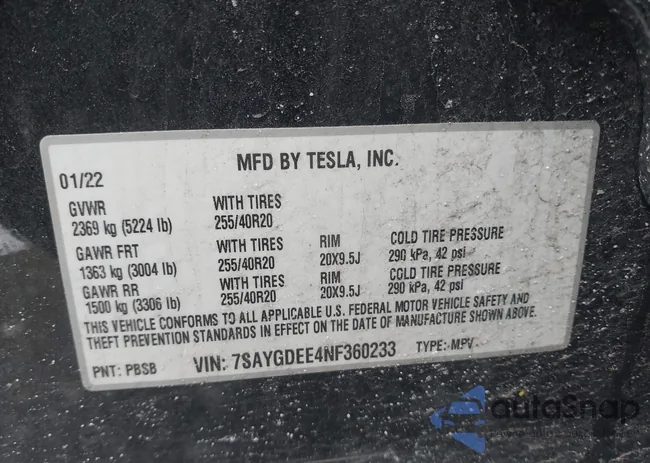 MFD BY TESLA, INC.
01/22
GVWR WITH TIRES
2369 kg (5224 lb) 255/40R20
GAWR FRT WITH TIRES RIM COLD TIRE PRESSURE
1363 kg (3004 lb) 255/40R20 20X9.5J 290 kPa, 42 psi
GAWR RR WITH TIRES RIM COLD TIRE PRESSURE
1500 kg (3306 lb) 255/40R20 20X9.5J 290 kPa, 42 psi
THIS VEHICLE CONFORMS TO ALL APPLICABLE U.S. FEDERAL MOTOR VEHICLE SAFETY AND
THEFT PREVENTION STANDARDS IN EFFECT ON THE DATE OF MANUFACTURE SHOWN ABOVE.
PNT: PBSB VIN: 7SAYGDEE4NF360233 TYPE: MPV
autoSnap